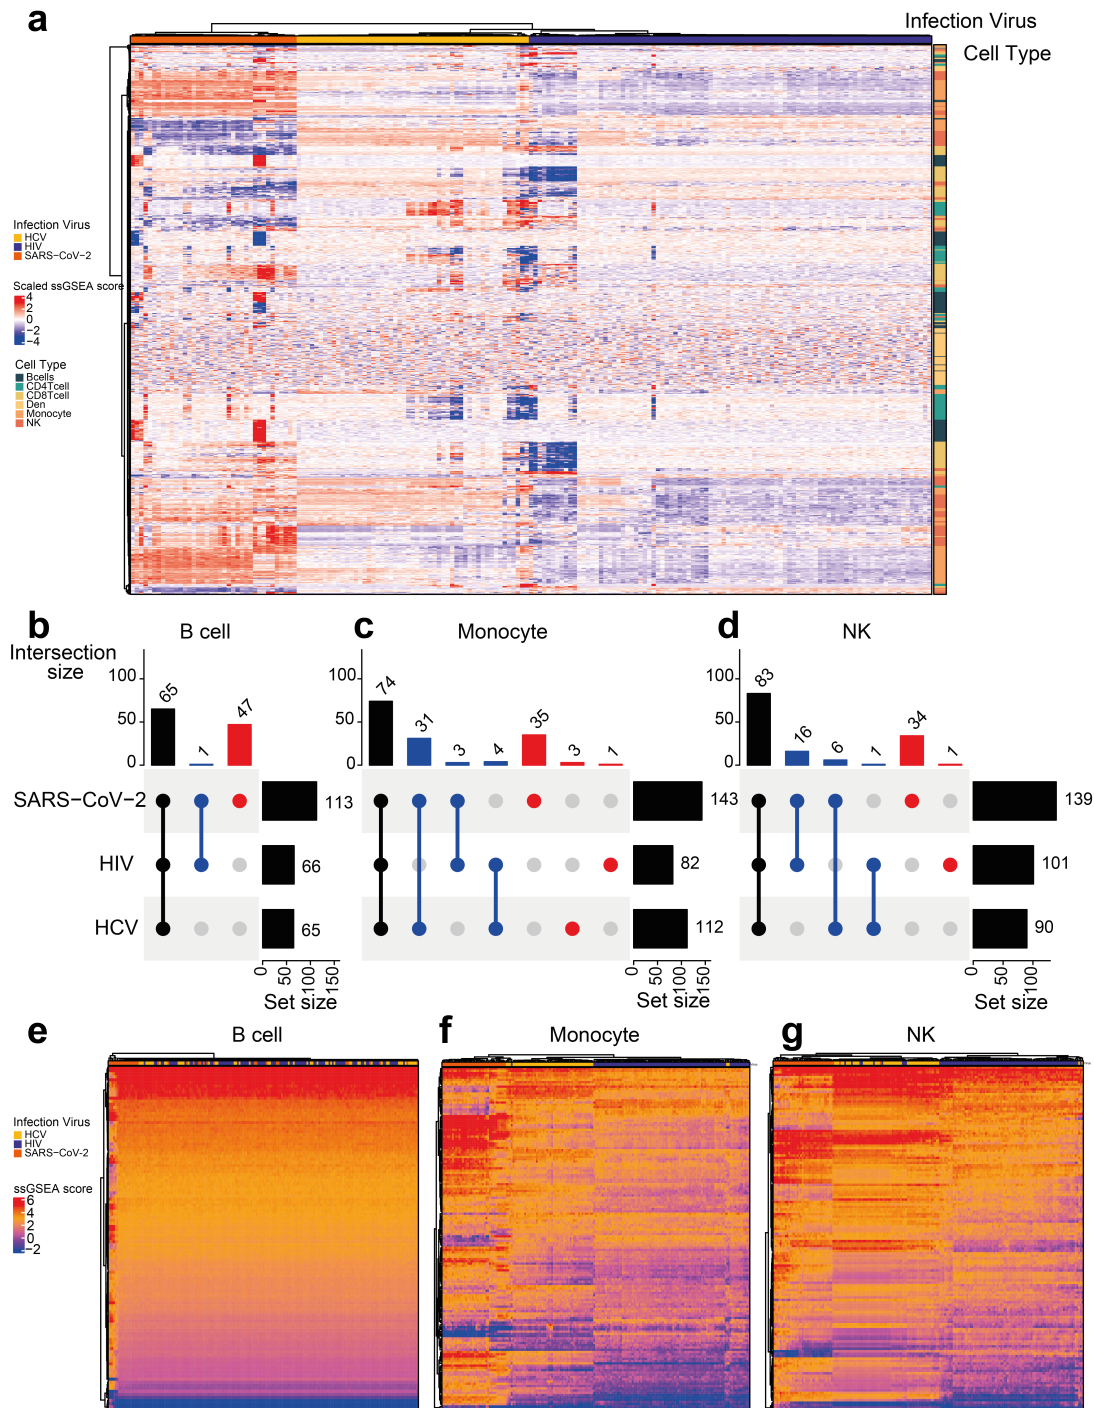 a
Infection Virus
Cell Type
Infection Virus
HCV
HIV
SARS−CoV−2
Scaled ssGSEA score
4
2
0
−2
−4
Cell Type
Bcells
CD4Tcell
CD8Tcell
Den
Monocyte
NK
b
B cell
Intersection
size
100
50
0
65
1
47
SARS−CoV−2
HIV
HCV
113
66
65
0
50
100
150
Set size
c
Monocyte
100
50
0
74
31
3
4
35
3
1
143
82
112
0
50
100
150
Set size
d
NK
100
50
0
83
16
6
1
34
1
139
101
90
0
50
100
Set size
e
B cell
f
Monocyte
g
NK
Infection Virus
HCV
HIV
SARS−CoV−2
ssGSEA score
6
4
2
0
−2